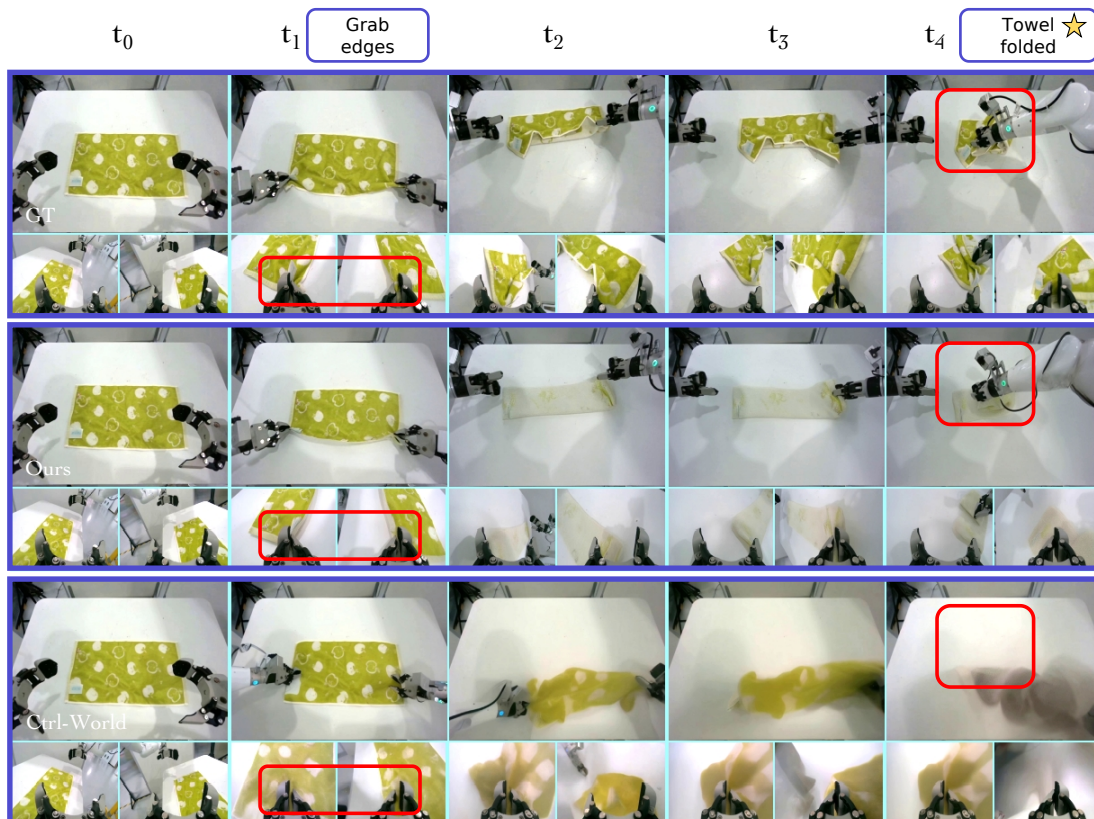 t₀
t₁
Grab
edges
t₂
t₃
t₄
Towel
folded
GT
Ours
Ctrl-World